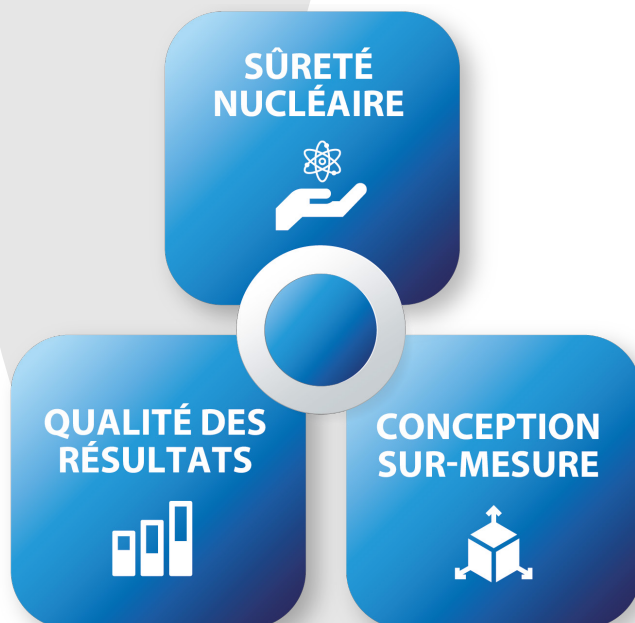 SÛRETÉ
NUCLÉAIRE
QUALITÉ DES
RÉSULTATS
CONCEPTION
SUR-MESURE